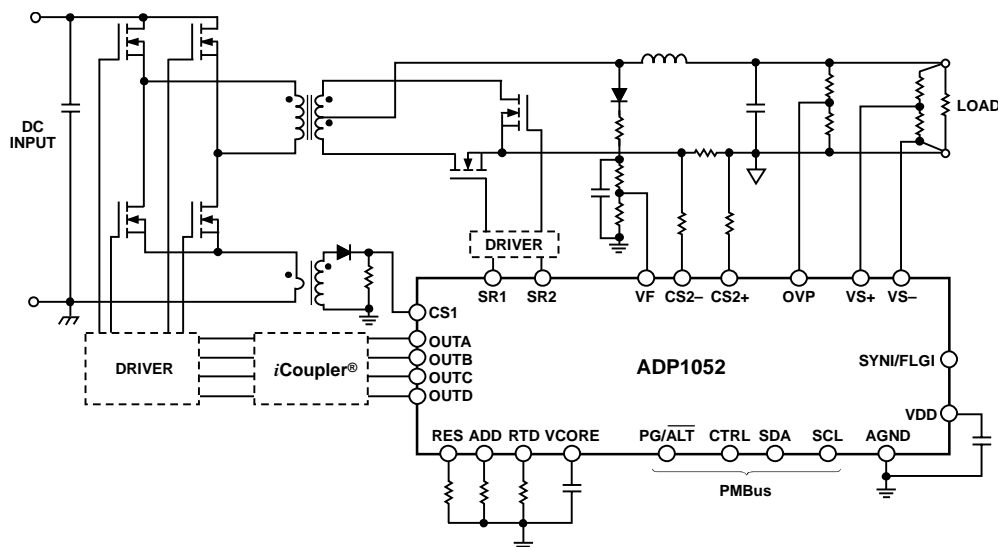 DC
INPUT
LOAD
DRIVER
SR1 SR2 VF CS2– CS2+ OVP VS+ VS–
CS1
OUTA
OUTB
OUTC
OUTD
DRIVER
iCoupler®
ADP1052
SYNI/FLGI
VDD
RES ADD RTD VCORE PG/ALT CTRL SDA SCL AGND
PMBus